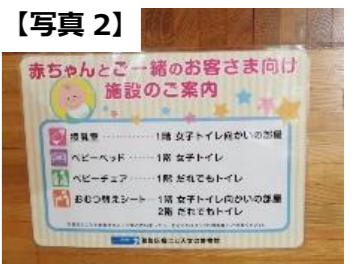 【写真 2】
赤ちゃんとご一緒のお客さま向け
施設のご案内
授乳室 ………… 1階 女子トイレ向かいの部屋
ベビーベッド ………… 1階 女子トイレ
ベビーチェア ………… 1階 だれでもトイレ
おむつ替えシート…1階 女子トイレ向かいの部屋
2階 だれでもトイレ